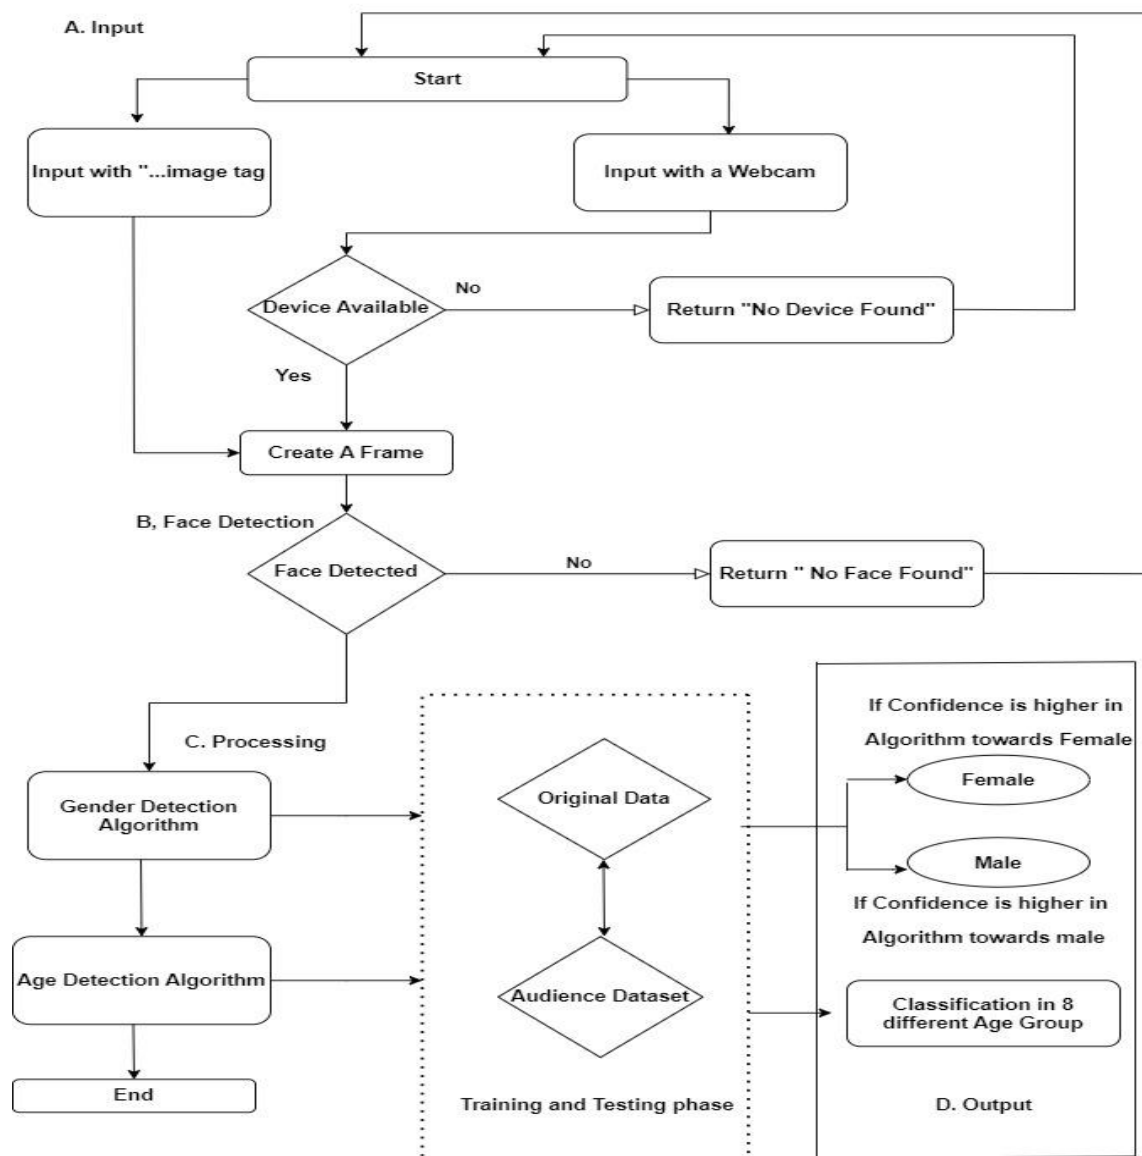 A. Input
Start
Input with "...image tag
Input with a Webcam
Device Available
No
Return "No Device Found"
Yes
Create A Frame
B, Face Detection
Face Detected
No
Return " No Face Found"
C. Processing
Gender Detection
Algorithm
Age Detection Algorithm
End
Original Data
Audience Dataset
Training and Testing phase
If Confidence is higher in
Algorithm towards Female
Female
Male
If Confidence is higher in
Algorithm towards male
Classification in 8
different Age Group
D. Output